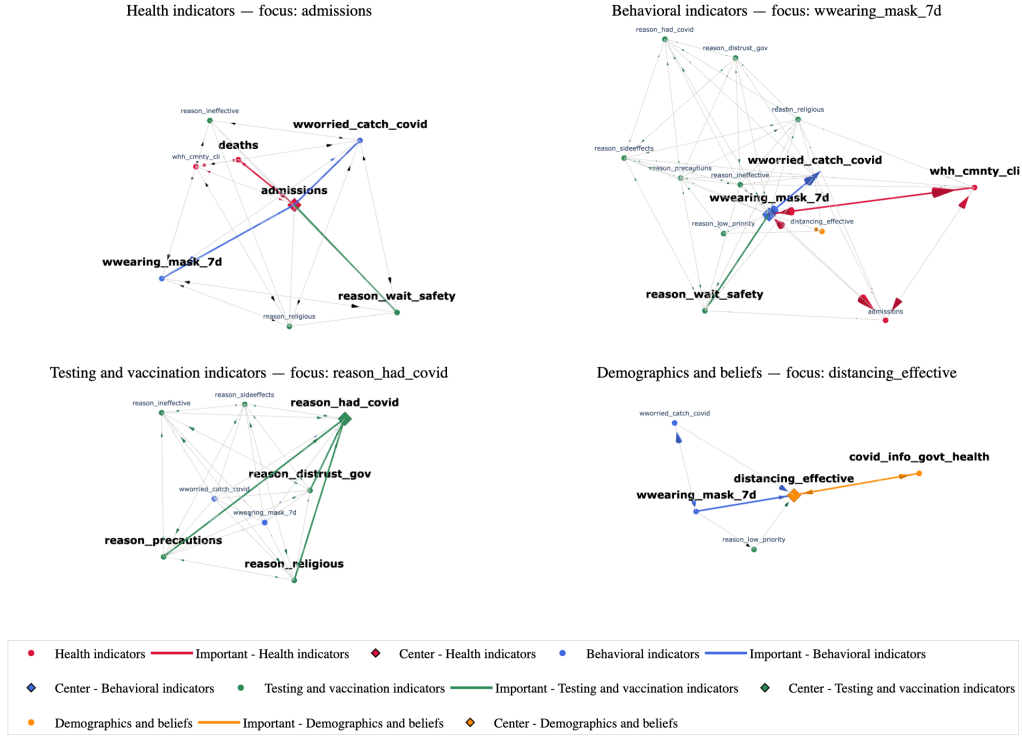 Health indicators — focus: admissions
Behavioral indicators — focus: wwearing_mask_7d
reason_ineffective
wworried_catch_covid
deaths
whh_cmnty_cli
admissions
wwearing_mask_7d
reason_wait_safety
reason_religious
reason_had_covid
reason_distrust_gov
reason_religious
reason_sideeffects
wworried_catch_covid
reason_precautions
whh_cmnty_cli
reason_ineffective
wwearing_mask_7d
reason_low_priority
distancing_effective
reason_wait_safety
admissions
Testing and vaccination indicators — focus: reason_had_covid
Demographics and beliefs — focus: distancing_effective
reason_sideeffects
reason_ineffective
reason_had_covid
reason_distrust_gov
wworried_catch_covid
wwearing_mask_7d
reason_precautions
reason_religious
wworried_catch_covid
covid_info_govt_health
distancing_effective
wwearing_mask_7d
reason_low_priority
Health indicators Important - Health indicators Center - Health indicators Behavioral indicators Important - Behavioral indicators
Center - Behavioral indicators Testing and vaccination indicators Important - Testing and vaccination indicators Center - Testing and vaccination indicators
Demographics and beliefs Important - Demographics and beliefs Center - Demographics and beliefs